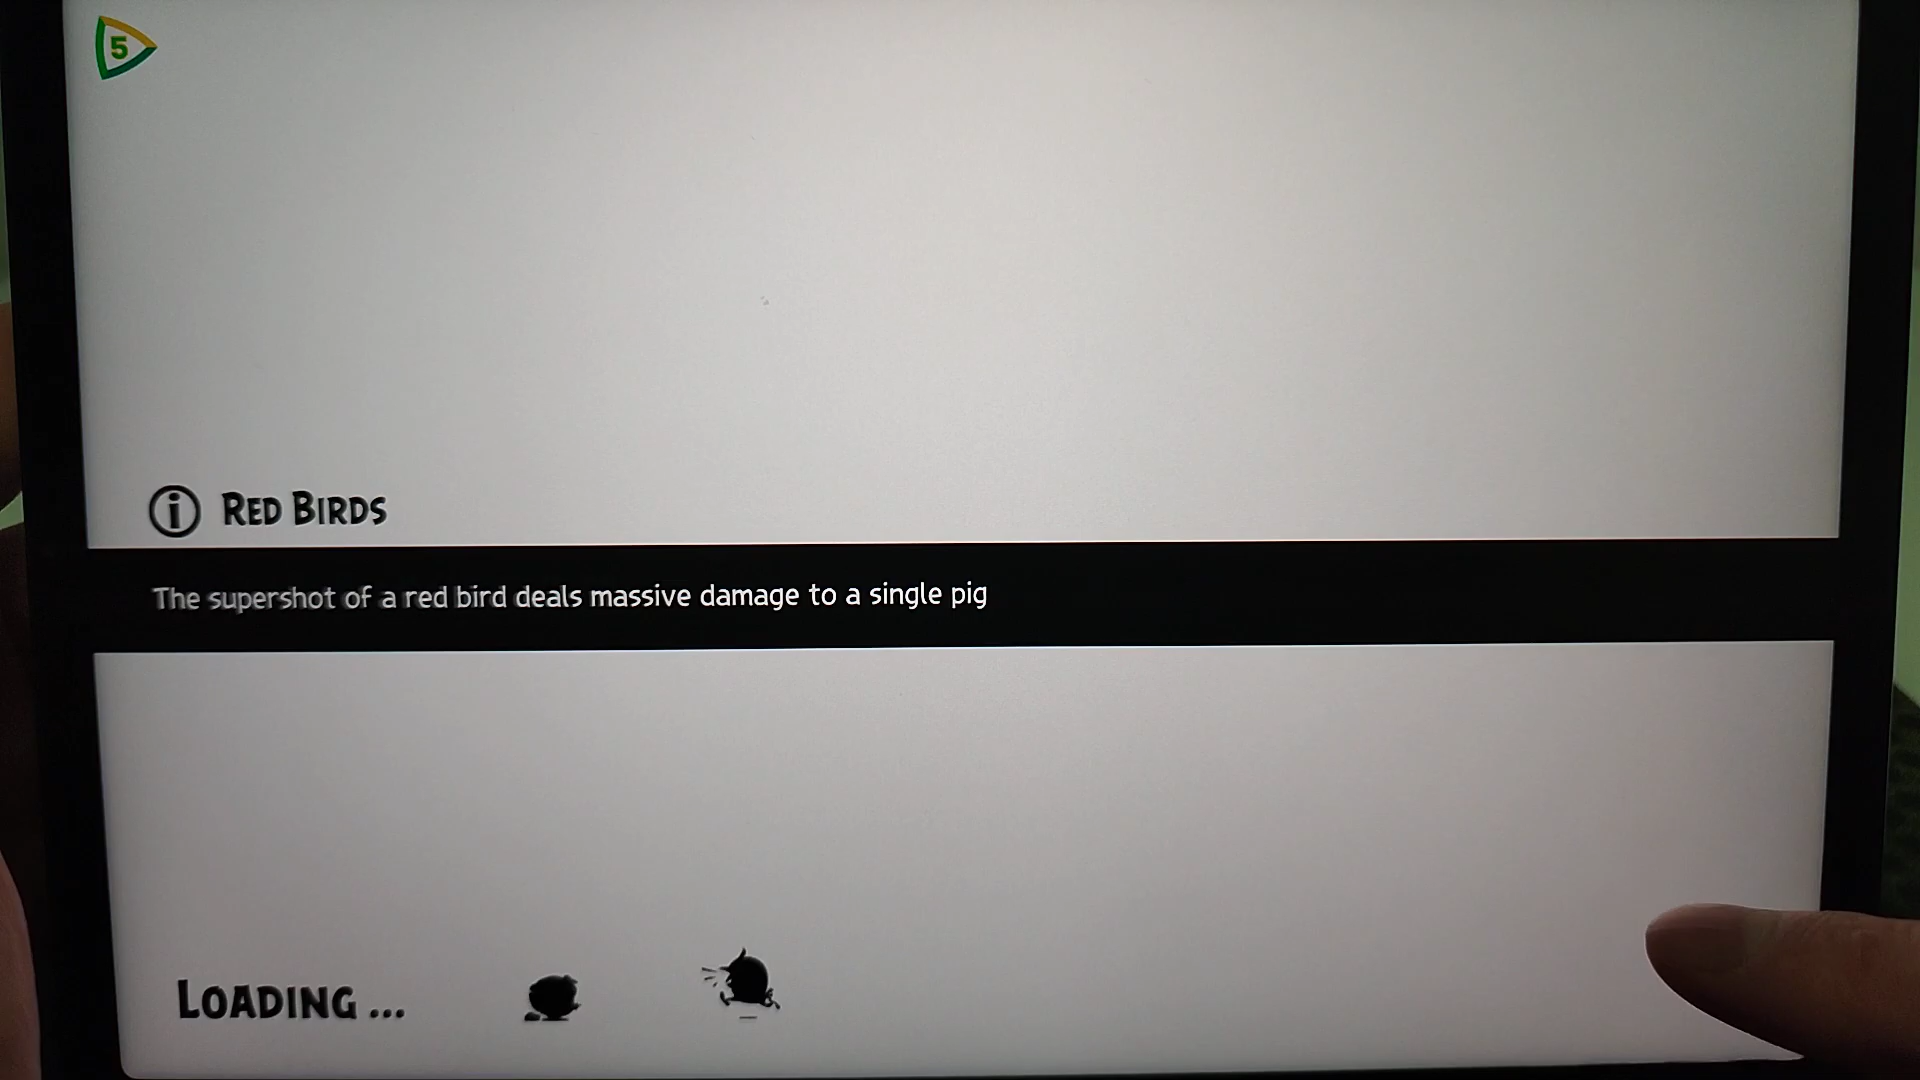 5
RED BIRDS
The supershot of a red bird deals massive damage to a single pig
LOADING ...